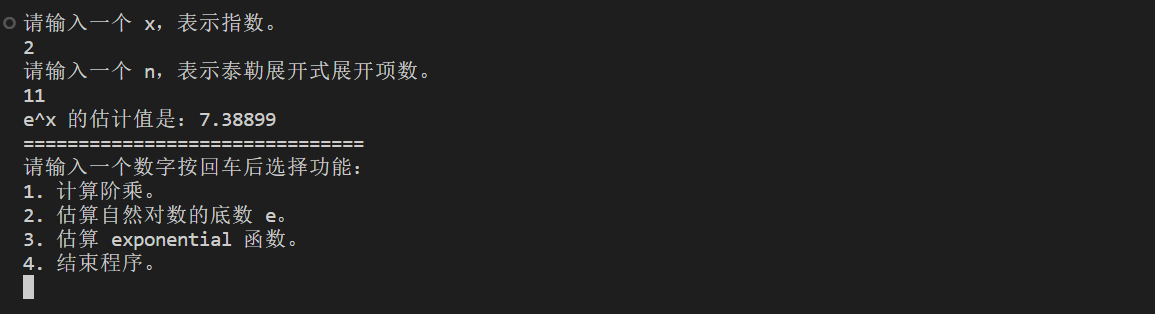 请输入一个 x，表示指数。
2
请输入一个 n，表示泰勒展开式展开项数。
11
e^x 的估计值是：7.38899
===============================
请输入一个数字按回车后选择功能：
1. 计算阶乘。
2. 估算自然对数的底数 e。
3. 估算 exponential 函数。
4. 结束程序。